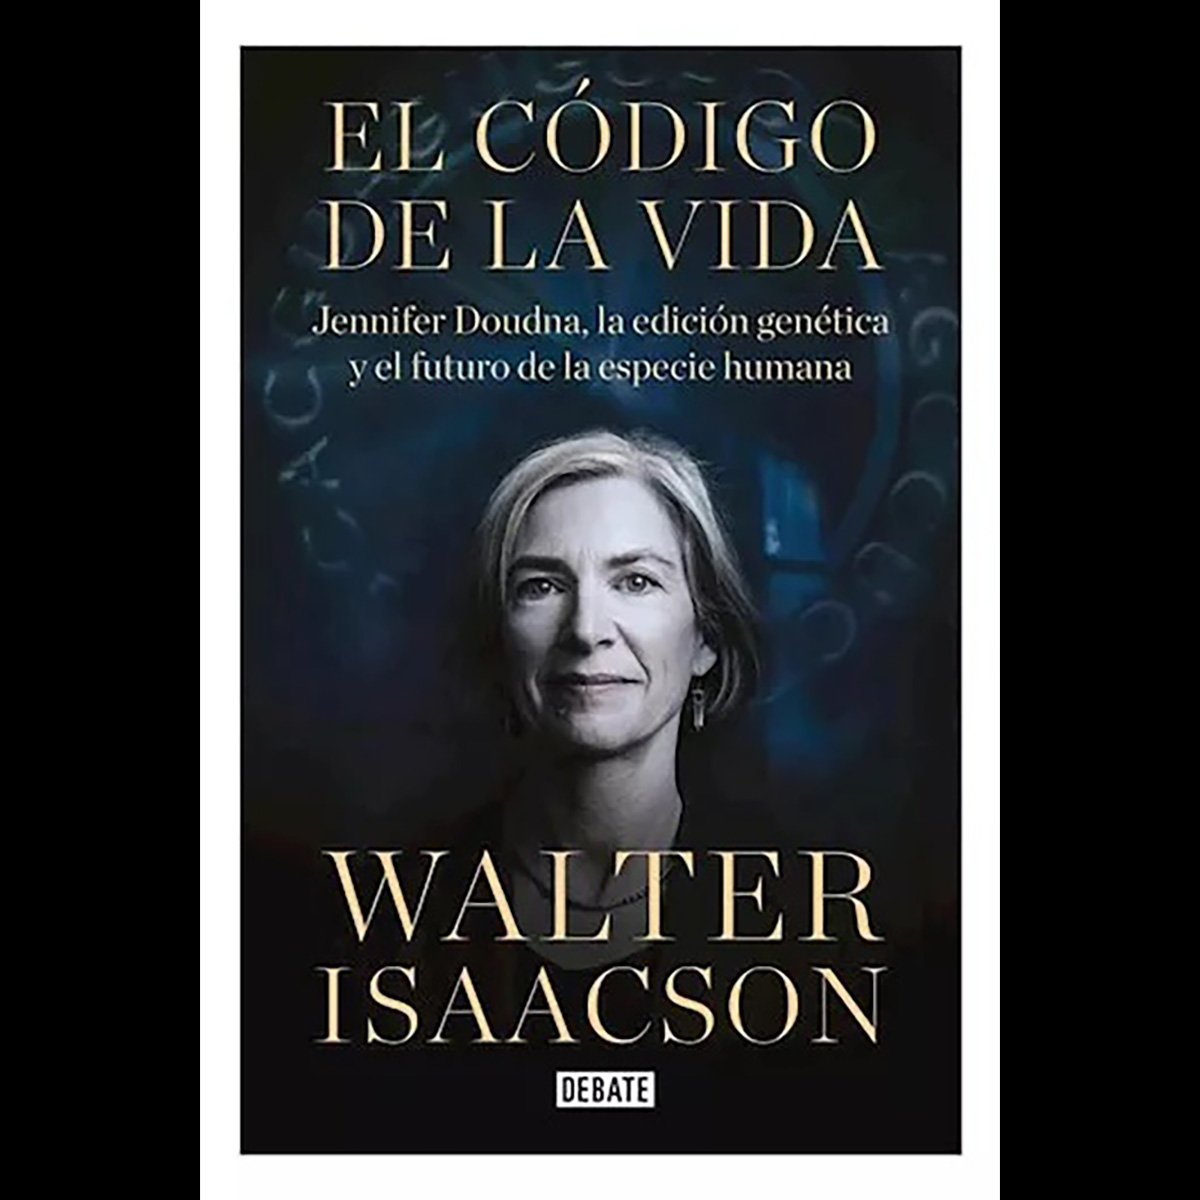 EL CÓDIGO
DE LA VIDA
Jennifer Doudna, la edición genética
y el futuro de la especie humana
WALTER
ISAACSON
DEBATE